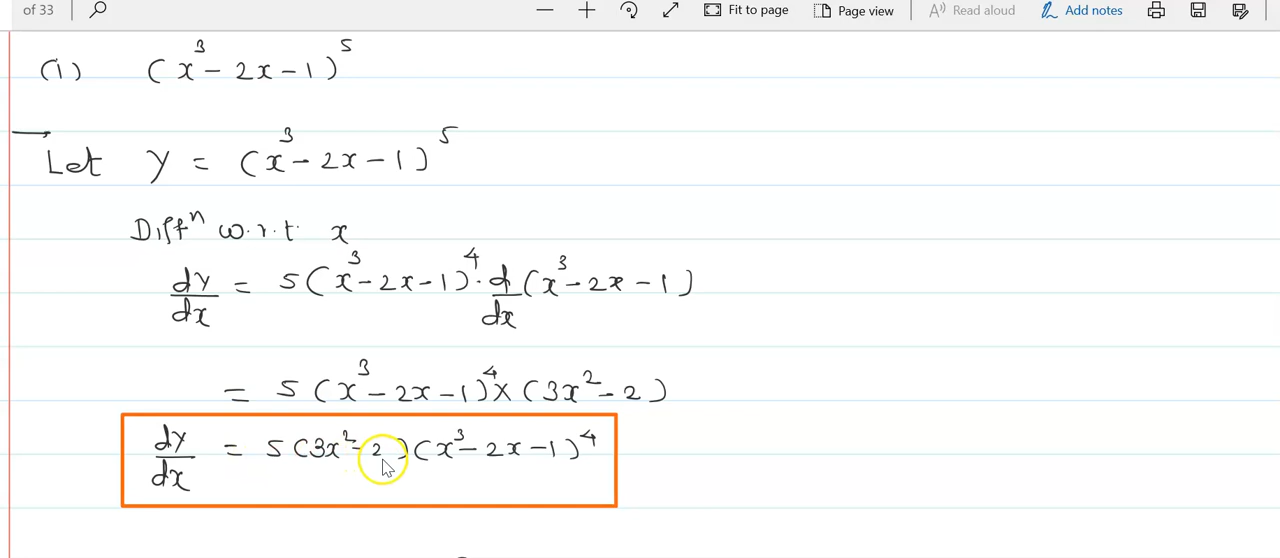 of 33 Fit to page Page view Read aloud Add notes
(1) (x³ - 2x - 1)⁵
Let y = (x³ - 2x - 1)⁵
Diffⁿ w.r.t. x
dy/dx = 5(x³ - 2x - 1)⁴ · d/dx (x³ - 2x - 1)
= 5(x³ - 2x - 1)⁴ × (3x² - 2)
dy/dx = 5(3x² - 2)(x³ - 2x - 1)⁴